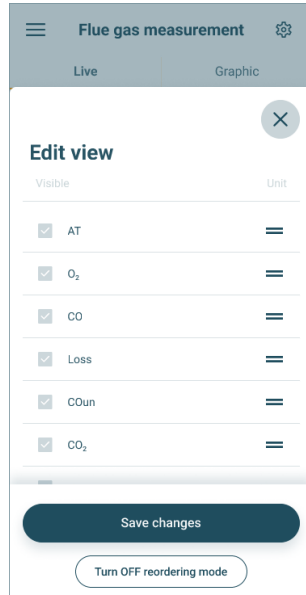 Flue gas measurement
Live Graphic
Edit view
Visible Unit
AT
O₂
CO
Loss
COun
CO₂
Save changes
Turn OFF reordering mode